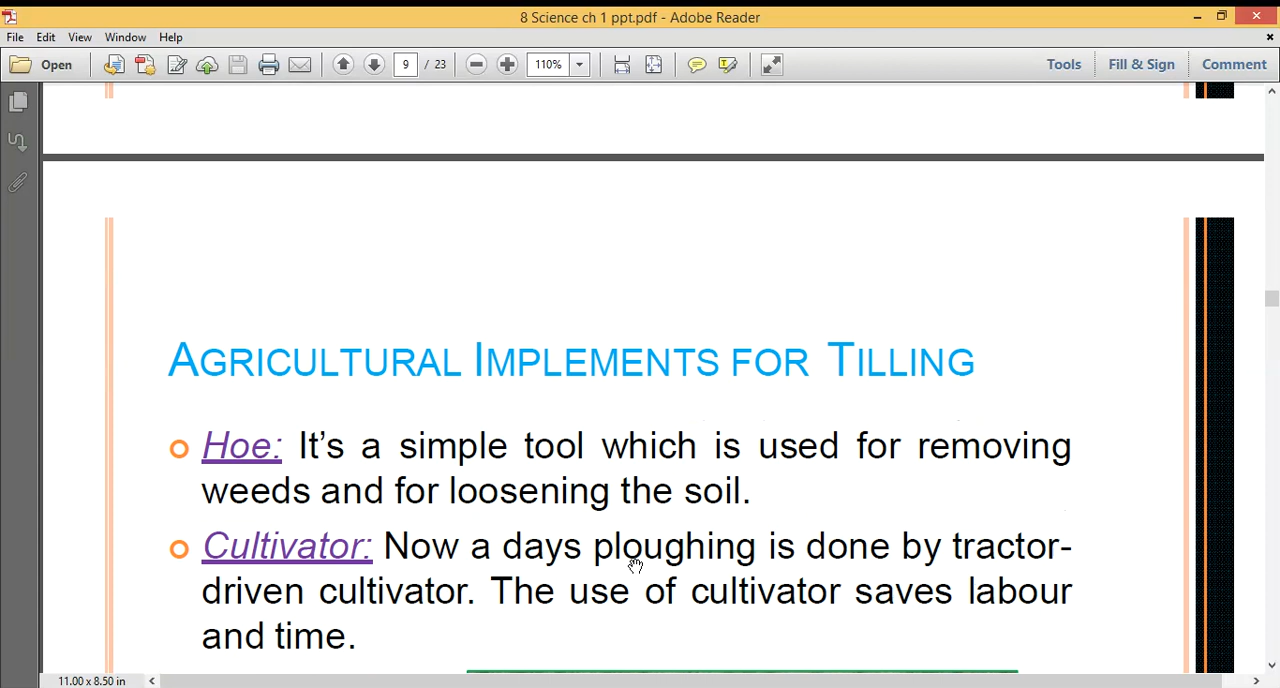 8 Science ch 1 ppt.pdf - Adobe Reader
File Edit View Window Help
Open 9 / 23 110% Tools Fill & Sign Comment
AGRICULTURAL IMPLEMENTS FOR TILLING
Hoe: It's a simple tool which is used for removing
weeds and for loosening the soil.
Cultivator: Now a days ploughing is done by tractor-
driven cultivator. The use of cultivator saves labour
and time.
11.00 x 8.50 in